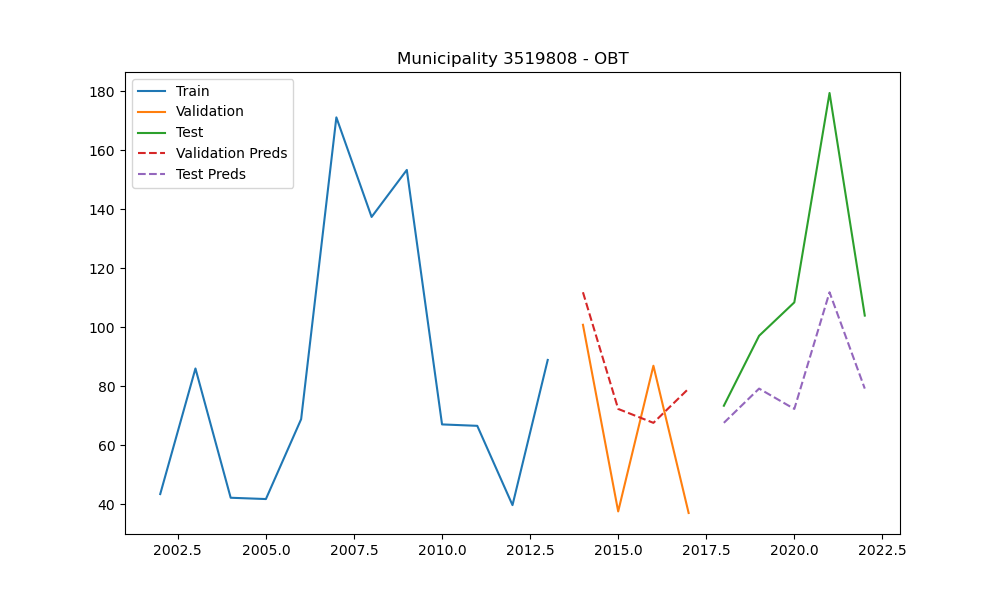 Municipality 3519808 - OBT
Train
Validation
Test
Validation Preds
Test Preds
180
160
140
120
100
80
60
40
2002.5 2005.0 2007.5 2010.0 2012.5 2015.0 2017.5 2020.0 2022.5